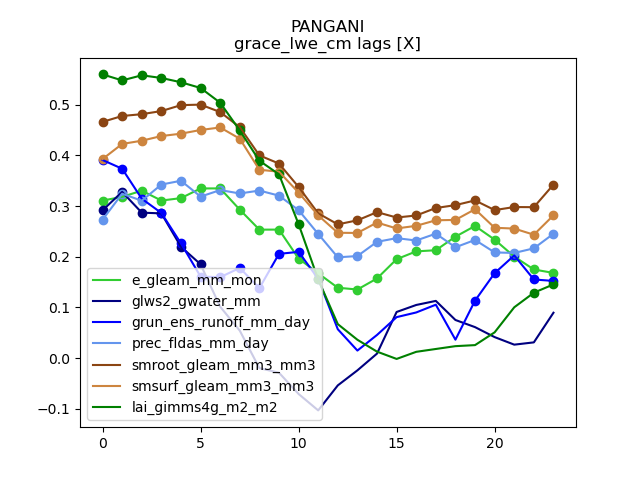 PANGANI
grace_lwe_cm lags [X]
0.5
0.4
0.3
0.2
0.1
0.0
−0.1
e_gleam_mm_mon
glws2_gwater_mm
grun_ens_runoff_mm_day
prec_fldas_mm_day
smroot_gleam_mm3_mm3
smsurf_gleam_mm3_mm3
lai_gimms4g_m2_m2
0 5 10 15 20